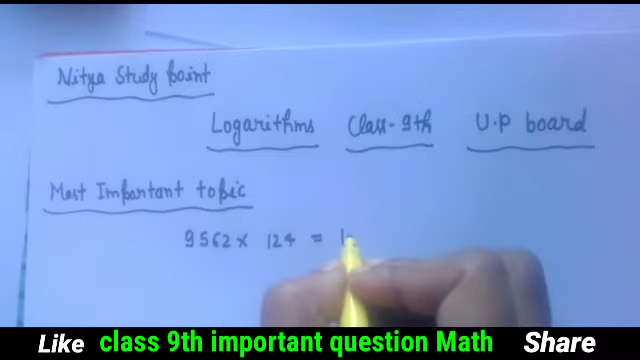 Nitya Study Point
Logarithms Class-9th U.P board
Most Important topic
9562 × 124 = 1
Like class 9th important question Math Share